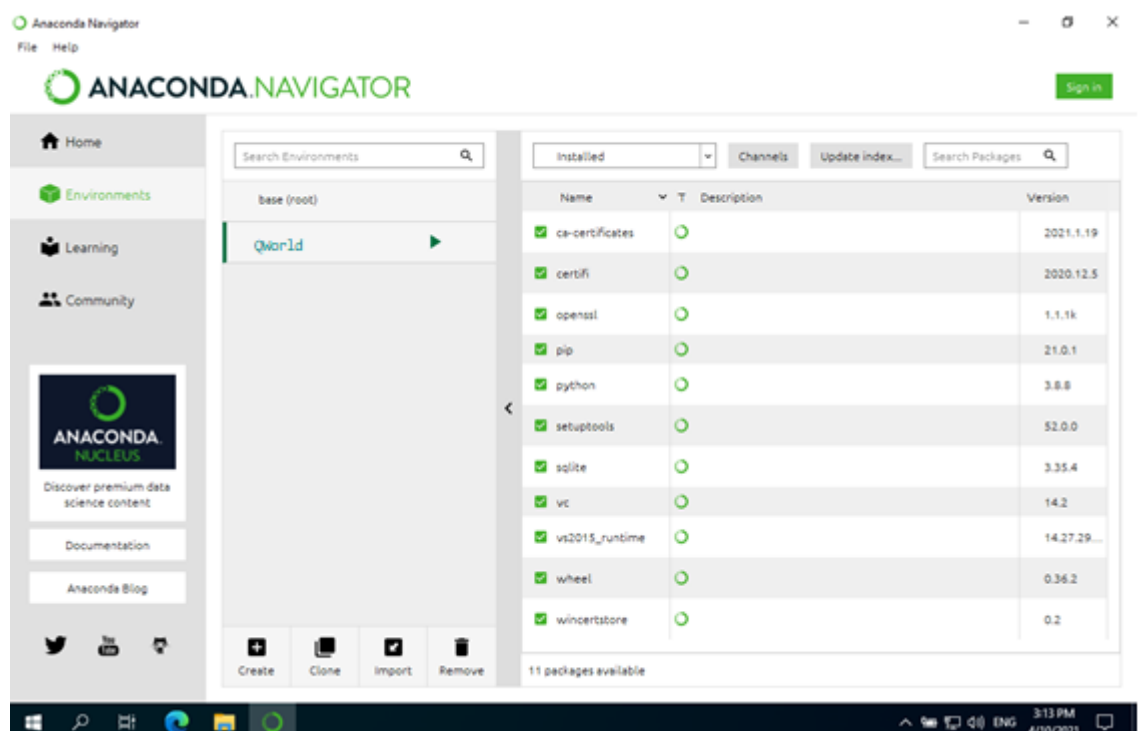 Anaconda Navigator
File Help
ANACONDA.NAVIGATOR
Sign in
Home
Environments
Learning
Community
ANACONDA.
NUCLEUS
Discover premium data
science content
Documentation
Anaconda Blog
Search Environments
base (root)
QWorld
Create Clone Import Remove
Installed Channels Update index... Search Packages
Name T Description Version
ca-certificates 2021.1.19
certifi 2020.12.5
openssl 1.1.1k
pip 21.0.1
python 3.8.8
setuptools 52.0.0
sqlite 3.35.4
vc 14.2
vs2015_runtime 14.27.29...
wheel 0.36.2
wincertstore 0.2
11 packages available
ENG
3:13 PM